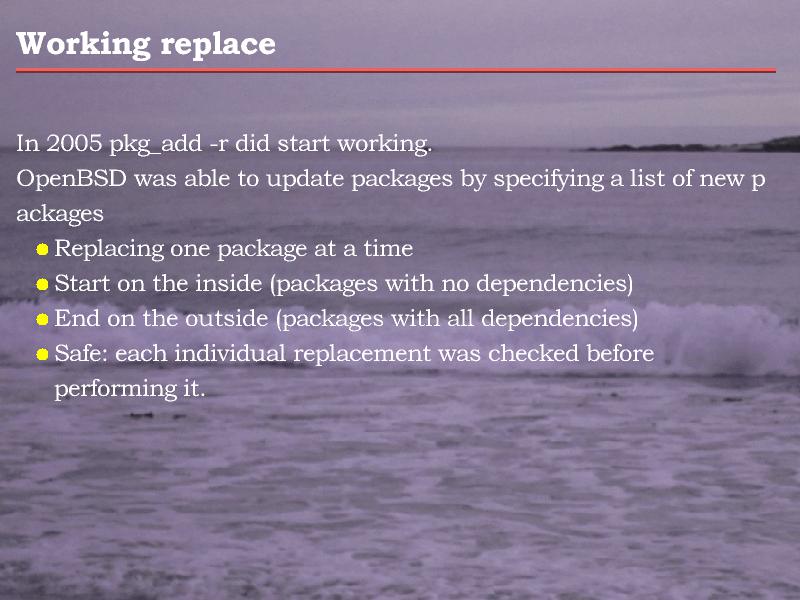 Working replace
In 2005 pkg_add -r did start working.
OpenBSD was able to update packages by specifying a list of new p
ackages
Replacing one package at a time
Start on the inside (packages with no dependencies)
End on the outside (packages with all dependencies)
Safe: each individual replacement was checked before
performing it.